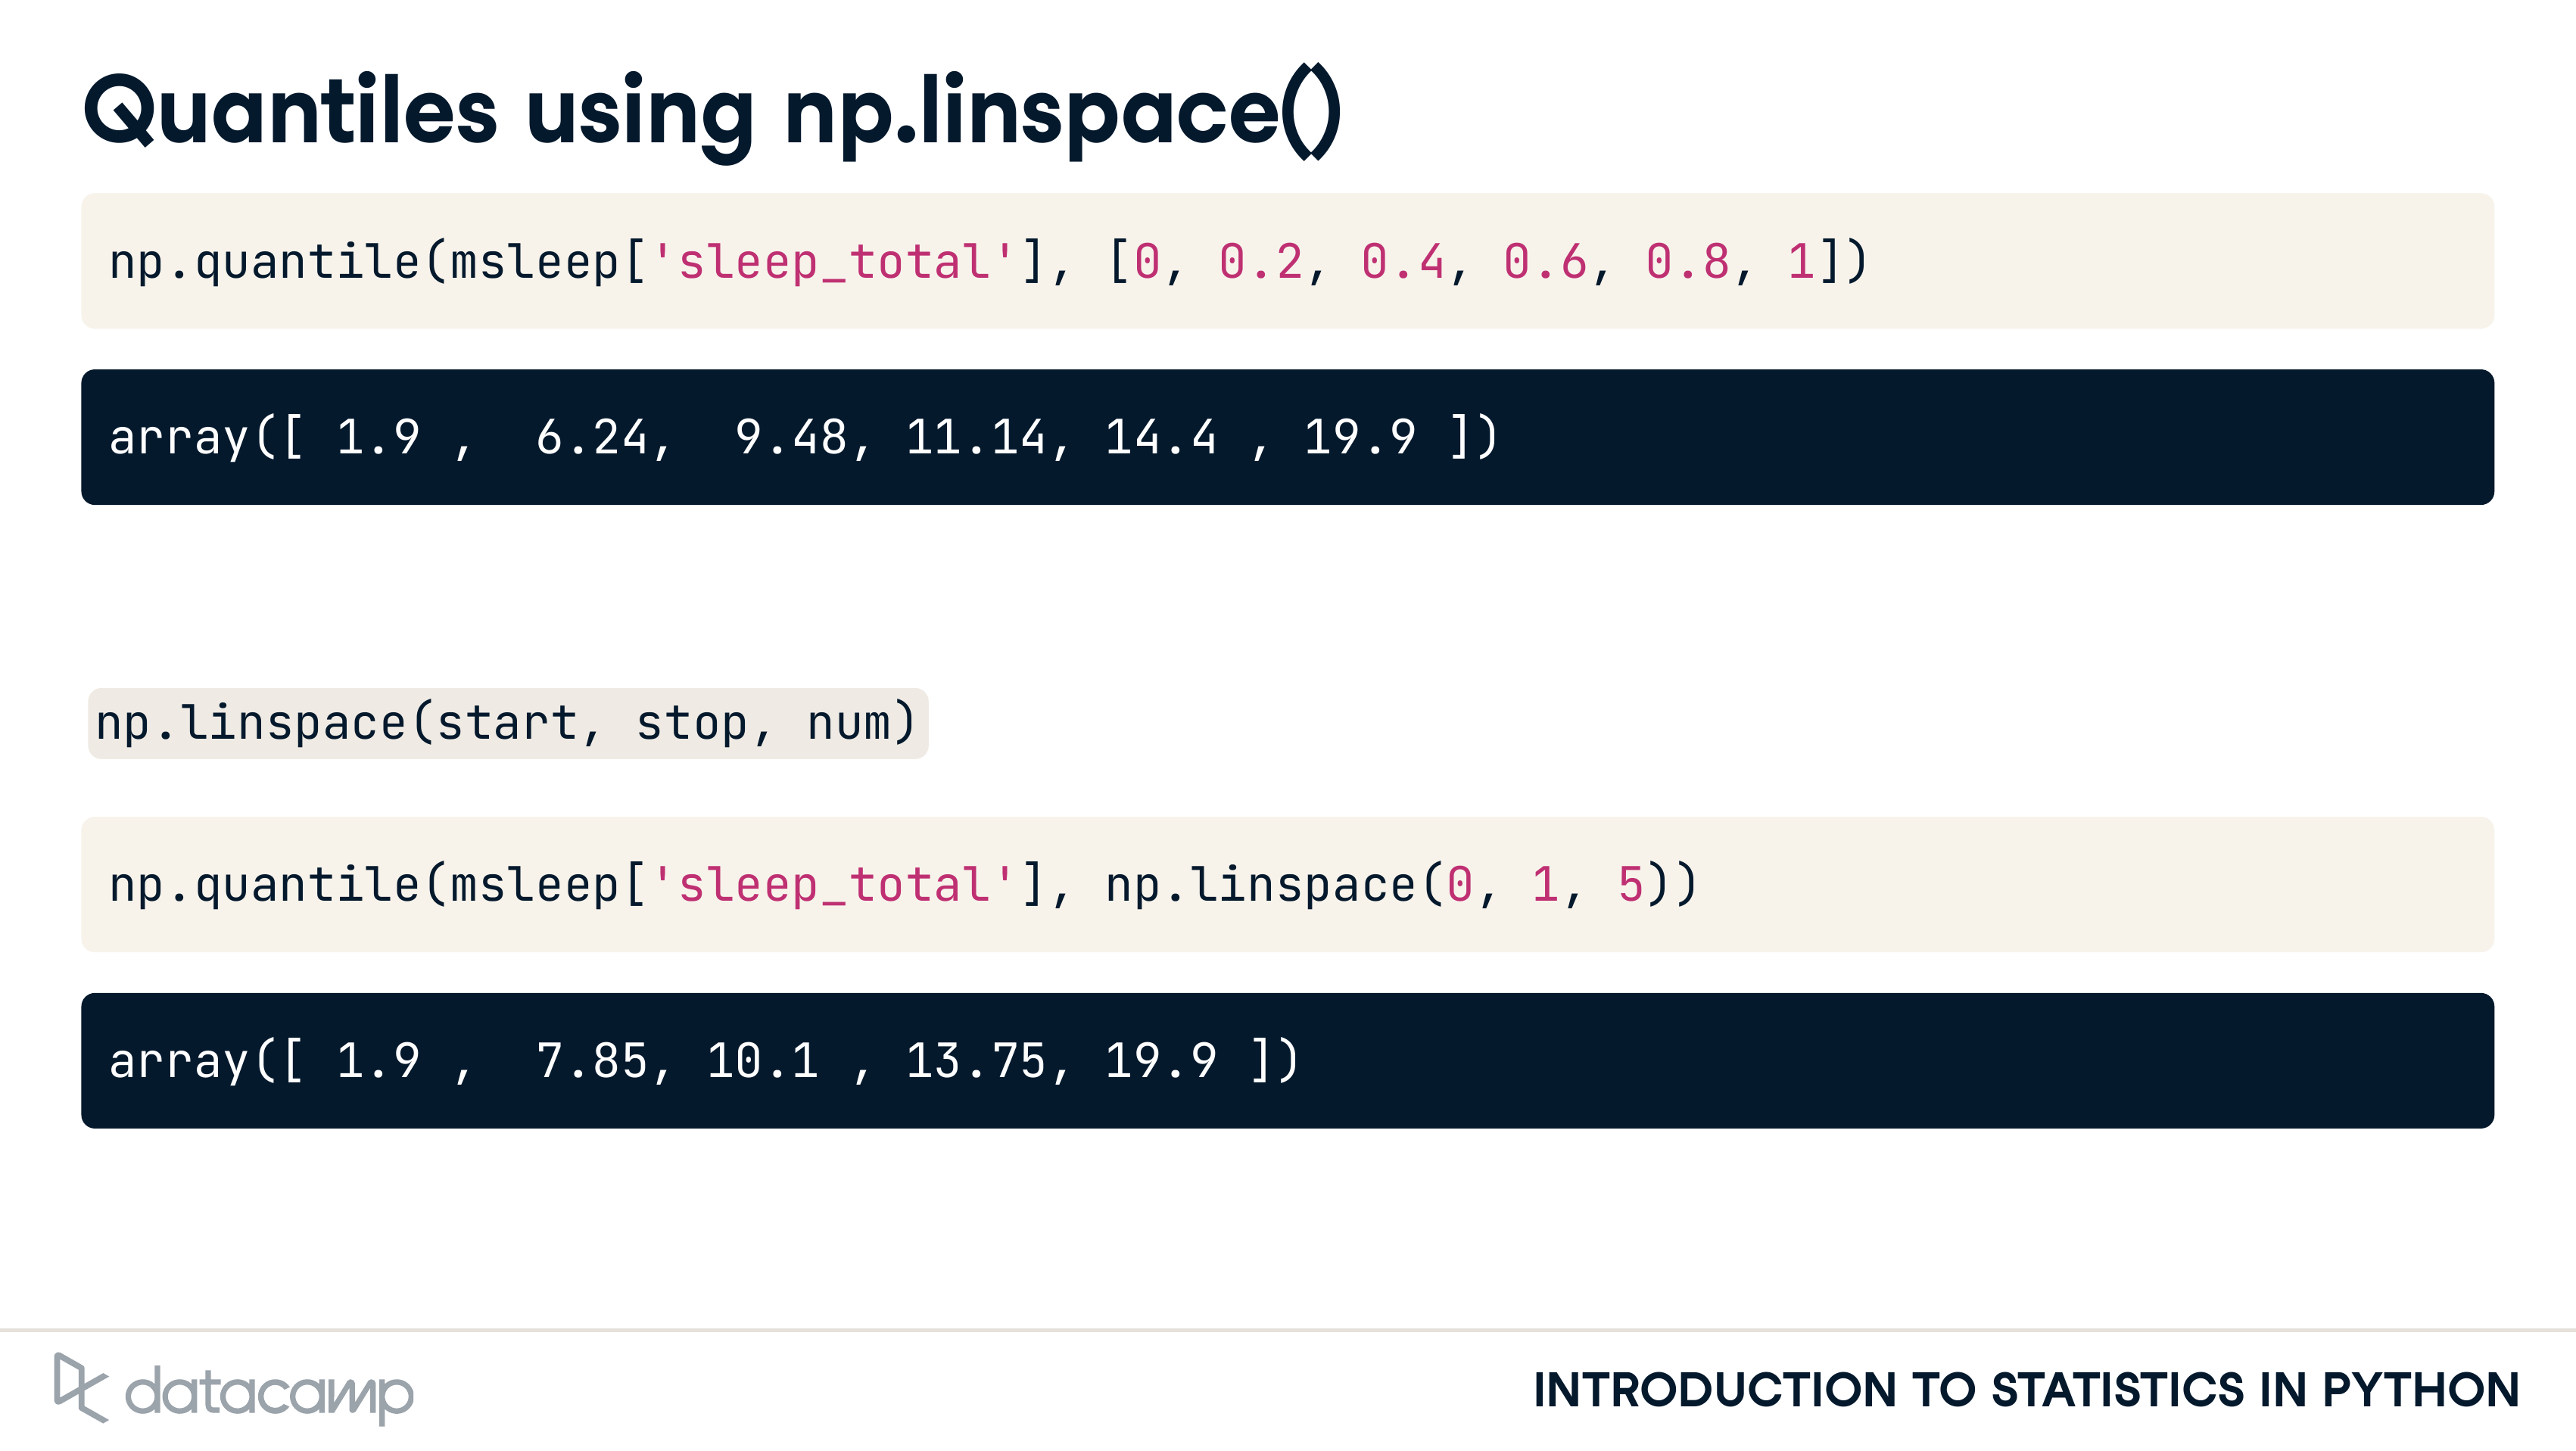 Quantiles using np.linspace()
np.quantile(msleep['sleep_total'], [0, 0.2, 0.4, 0.6, 0.8, 1])
array([ 1.9 ,  6.24,  9.48, 11.14, 14.4 , 19.9 ])
np.linspace(start, stop, num)
np.quantile(msleep['sleep_total'], np.linspace(0, 1, 5))
array([ 1.9 ,  7.85, 10.1 , 13.75, 19.9 ])
datacamp
INTRODUCTION TO STATISTICS IN PYTHON